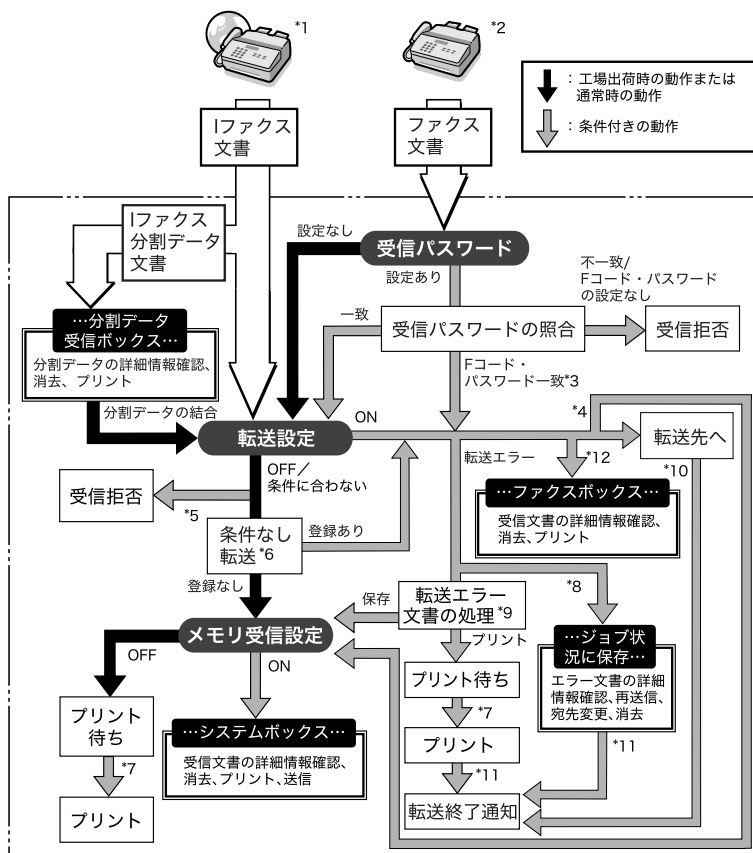 *1
*2
：工場出荷時の動作または
通常時の動作
：条件付きの動作
Iファクス
文書
ファクス
文書
Iファクス
分割データ
文書
設定なし
受信パスワード
設定あり
不一致/
Fコード・パスワード
の設定なし
…分割データ
受信ボックス…
分割データの詳細情報確認、
消去、プリント
一致
受信パスワードの照合
受信拒否
Fコード・
パスワード一致*3
分割データの結合
転送設定
ON
*4
転送先へ
OFF／
条件に合わない
転送エラー
*12
*10
受信拒否
*5
…ファクスボックス…
受信文書の詳細情報確認、
消去、プリント
条件なし
転送*6
登録あり
登録なし
保存
転送エラー
文書の処理*9
*8
メモリ受信設定
プリント
OFF
ON
…ジョブ状
況に保存…
エラー文書の詳細
情報確認、再送信、
宛先変更、消去
プリント
待ち
プリント待ち
…システムボックス…
受信文書の詳細情報確認、
消去、プリント、送信
*7
*7
プリント
*11
*11
プリント
転送終了通知